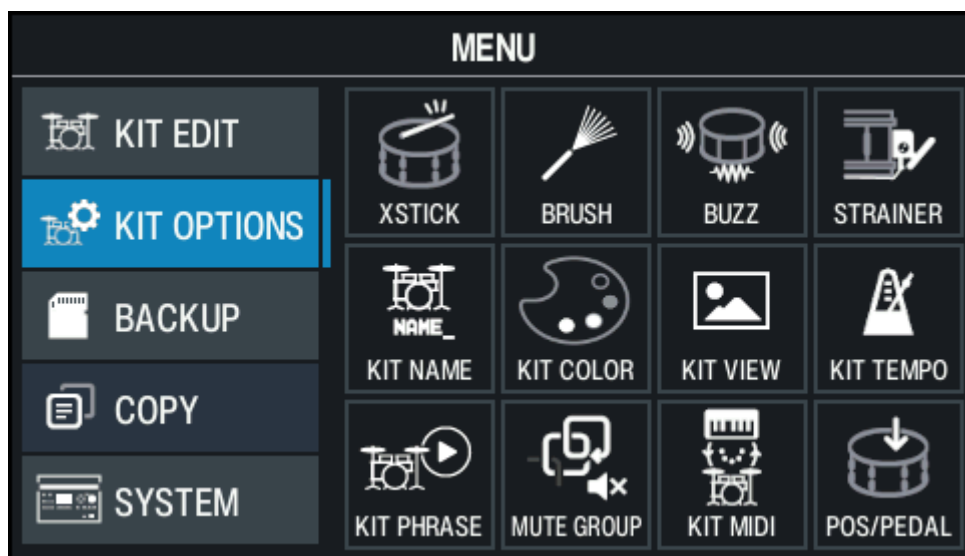 MENU
KIT EDIT
KIT OPTIONS
BACKUP
COPY
SYSTEM
XSTICK
BRUSH
BUZZ
STRAINER
NAME_
KIT NAME
KIT COLOR
KIT VIEW
KIT TEMPO
KIT PHRASE
MUTE GROUP
KIT MIDI
POS/PEDAL